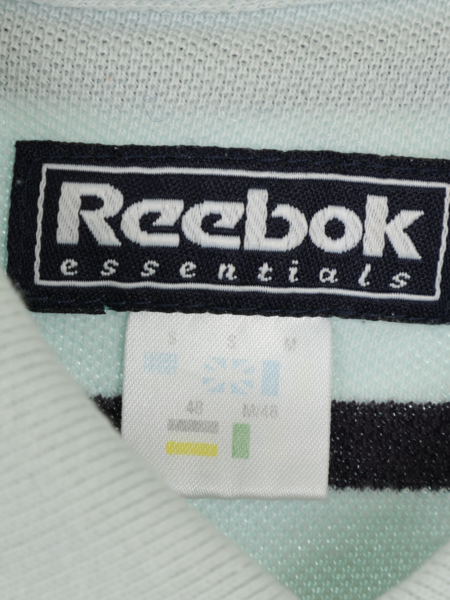 Reebok
essentials
S S M
48 M/48